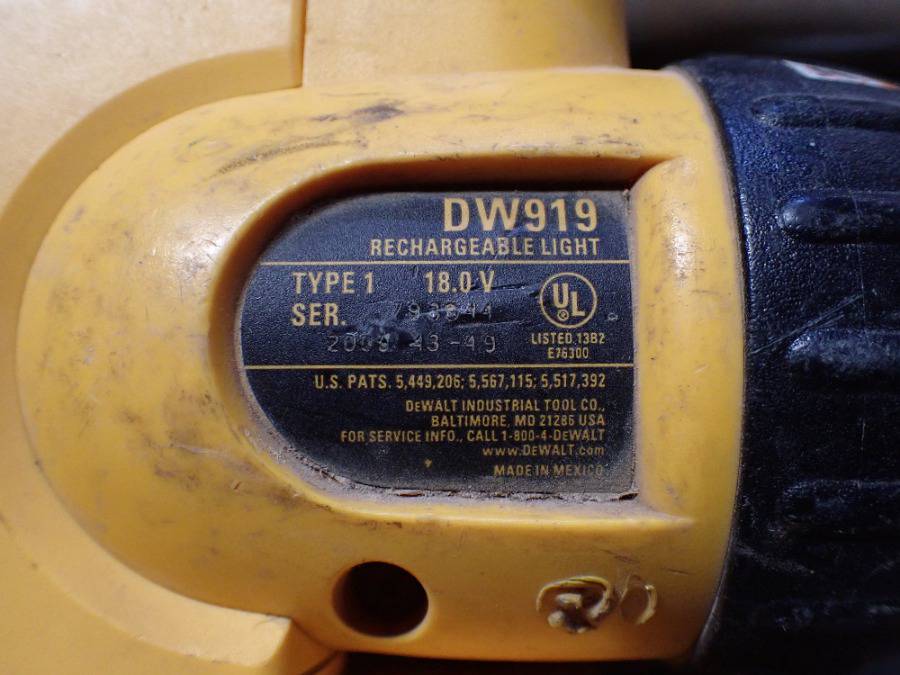 DW919
RECHARGEABLE LIGHT
TYPE 1 18.0 V
SER.
UL
LISTED 13B2
E76300
U.S. PATS. 5,449,206; 5,567,115; 5,517,392
DEWALT INDUSTRIAL TOOL CO.,
BALTIMORE, MD 21286 USA
FOR SERVICE INFO., CALL 1-800-4-DEWALT
www.DEWALT.com
MADE IN MEXICO